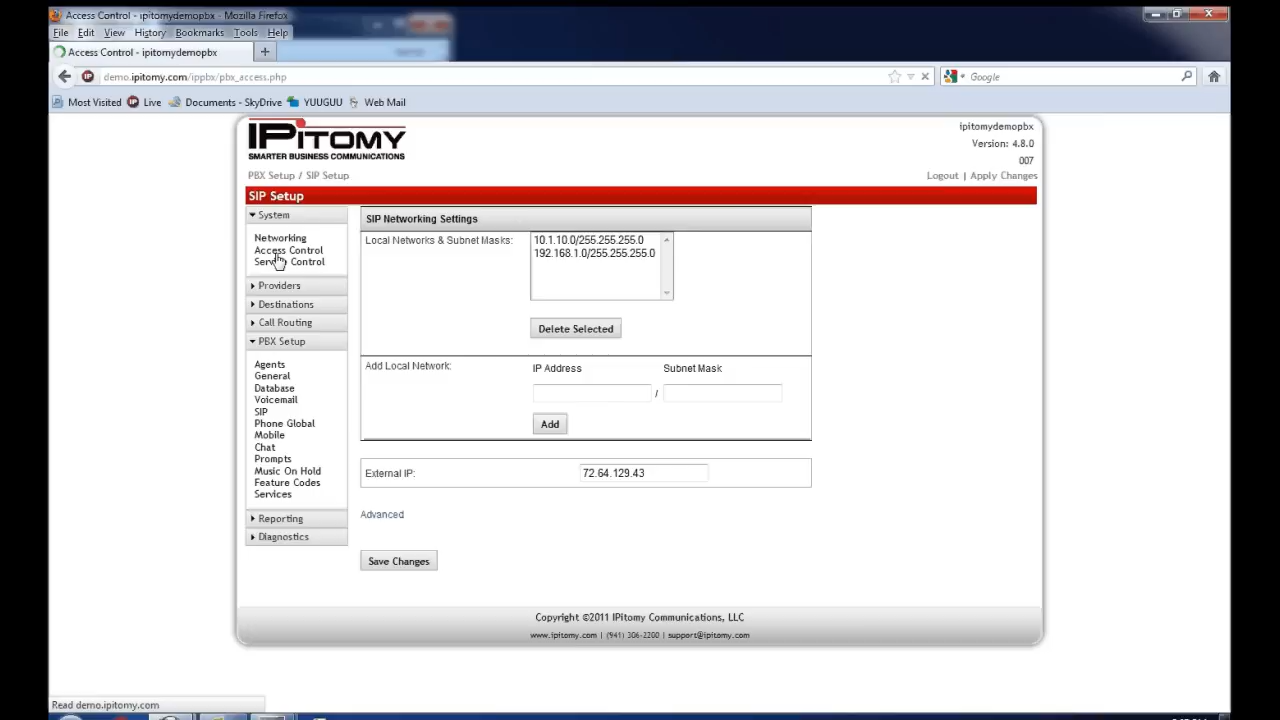 Access Control - ipitomydemopbx - Mozilla Firefox
File Edit View History Bookmarks Tools Help
Access Control - ipitomydemopbx +
demo.ipitomy.com/ippbx/pbx_access.php
Google
Most Visited Live Documents - SkyDrive YUUGUU Web Mail
IPITOMY
SMARTER BUSINESS COMMUNICATIONS
ipitomydemopbx
Version: 4.8.0
007
PBX Setup / SIP Setup
Logout | Apply Changes
SIP Setup
System
Networking
Access Control
Control
Providers
Destinations
Call Routing
PBX Setup
Agents
General
Database
Voicemail
SIP
Phone Global
Mobile
Chat
Prompts
Music On Hold
Feature Codes
Services
Reporting
Diagnostics
SIP Networking Settings
Local Networks & Subnet Masks:
10.1.10.0/255.255.255.0
192.168.1.0/255.255.255.0
Delete Selected
Add Local Network:
IP Address
Subnet Mask
/
Add
External IP:
72.64.129.43
Advanced
Save Changes
Copyright ©2011 IPitomy Communications, LLC
www.ipitomy.com | (941) 306-2200 | support@ipitomy.com
Read demo.ipitomy.com